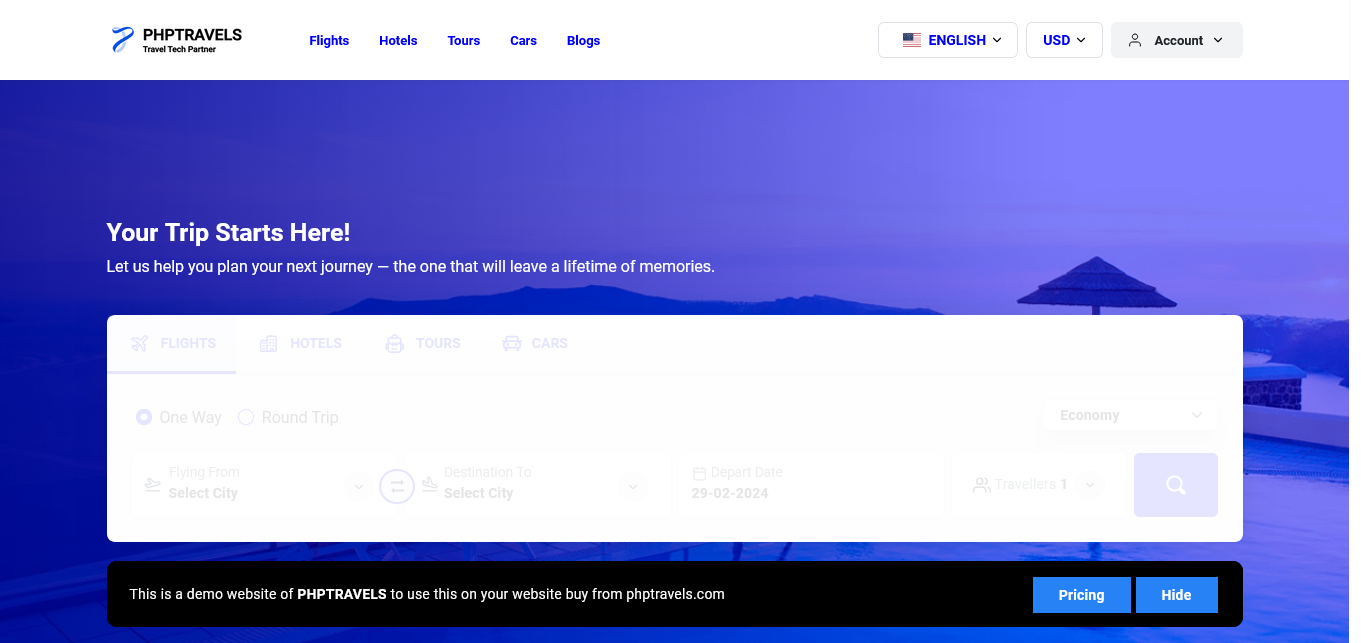 PHPTRAVELS
Travel Tech Partner
Flights Hotels Tours Cars Blogs
ENGLISH USD Account
Your Trip Starts Here!
Let us help you plan your next journey — the one that will leave a lifetime of memories.
FLIGHTS HOTELS TOURS CARS
One Way Round Trip
Economy
Flying From Destination To Depart Date
Travellers 1
Select City Select City 29-02-2024
This is a demo website of PHPTRAVELS to use this on your website buy from phptravels.com
Pricing Hide